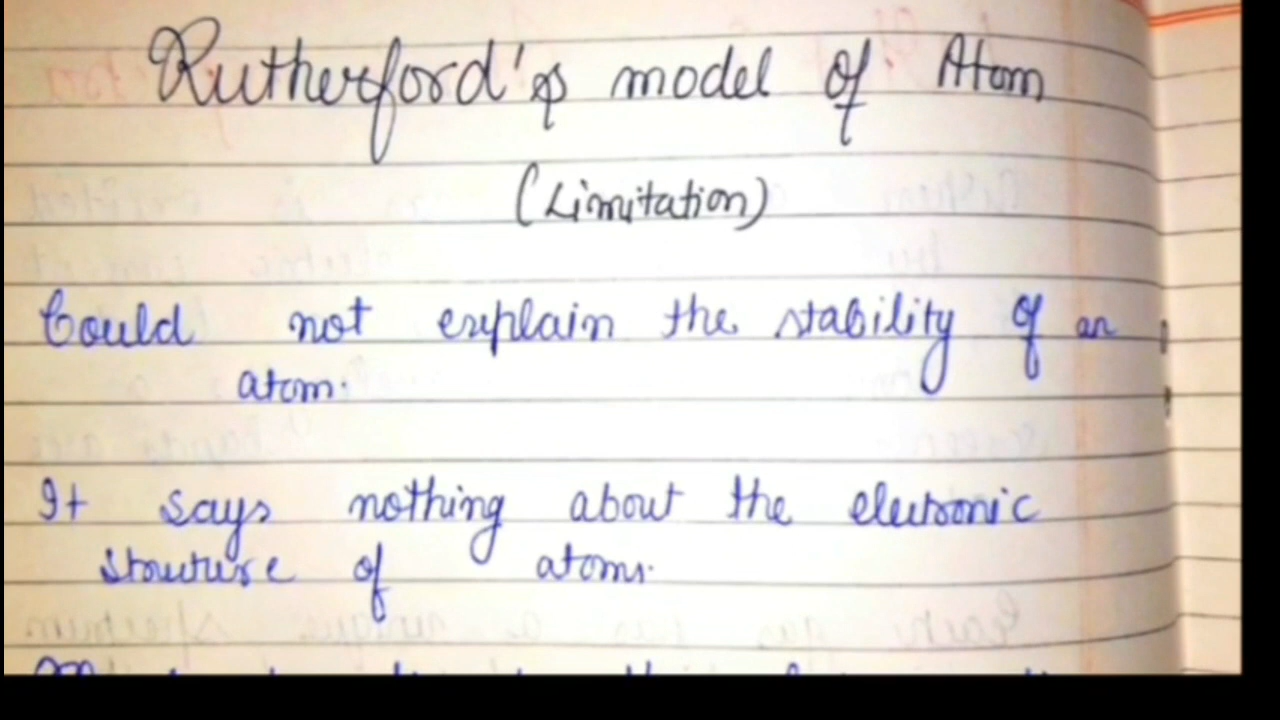 Rutherford's model of Atom
(Limitation)
Could not explain the stability of an
atom.
It says nothing about the electronic
structure of atoms.